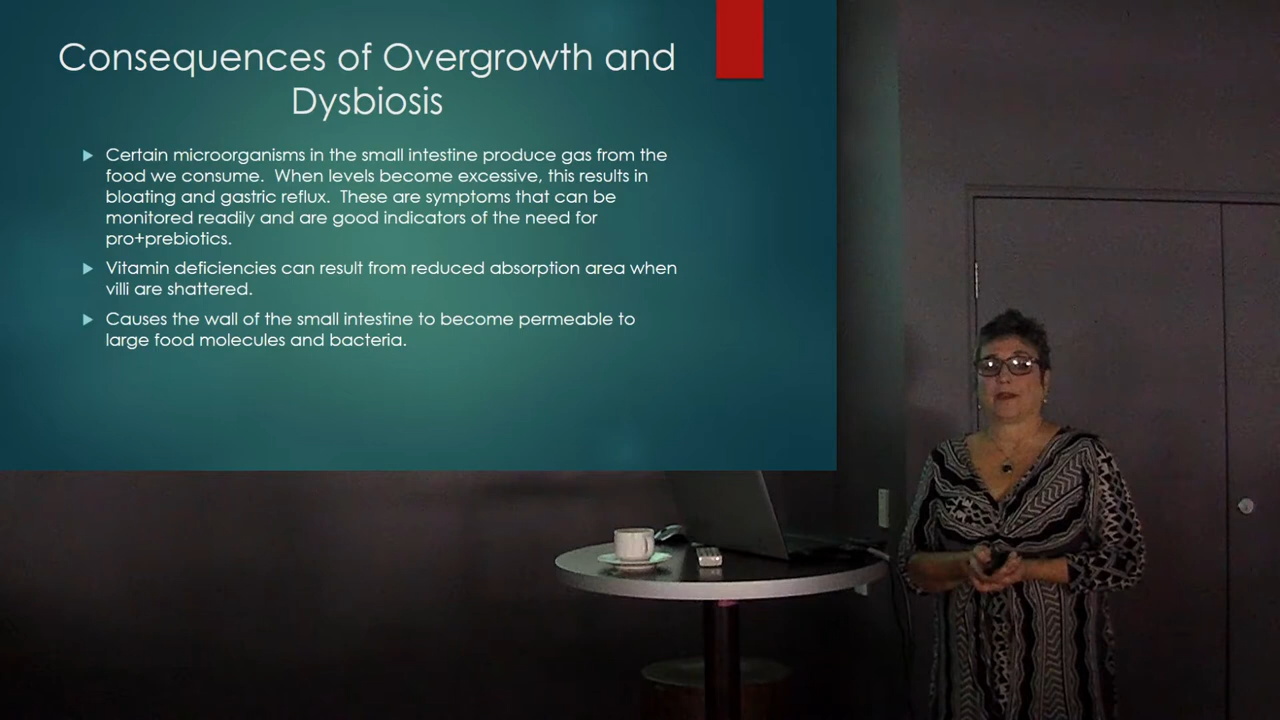 Consequences of Overgrowth and
Dysbiosis
Certain microorganisms in the small intestine produce gas from the
food we consume.  When levels become excessive, this results in
bloating and gastric reflux.  These are symptoms that can be
monitored readily and are good indicators of the need for
pro+prebiotics.
Vitamin deficiencies can result from reduced absorption area when
villi are shattered.
Causes the wall of the small intestine to become permeable to
large food molecules and bacteria.